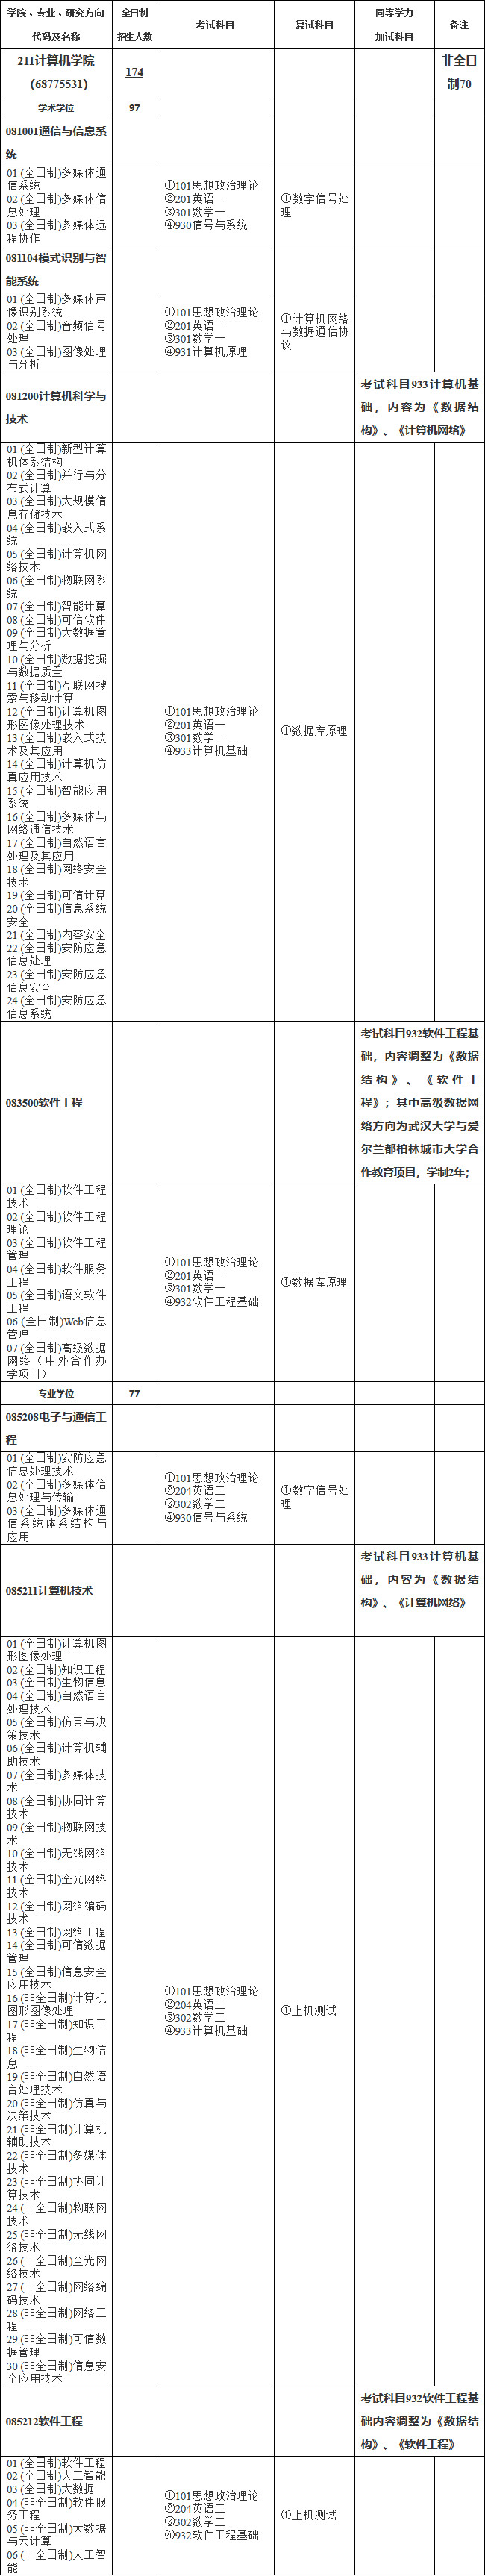 学院、专业、研究方向
代码及名称
全日制
招生人数
考试科目
复试科目
同等学力
加试科目
备注
211计算机学院
（68775531）
174
非全日
制70
学术学位
97
081001通信与信息系
统
01 (全日制)多媒体通
信系统
02 (全日制)多媒体信
息处理
03 (全日制)多媒体远
程协作
①101思想政治理论
②201英语一
③301数学一
④930信号与系统
①数字信号处
理
081104模式识别与智
能系统
01 (全日制)多媒体声
像识别系统
02 (全日制)音频信号
处理
03 (全日制)图像处理
与分析
①101思想政治理论
②201英语一
③301数学一
④931计算机原理
①计算机网络
与数据通信协
议
081200计算机科学与
技术
考试科目933计算机基
础，内容为《数据结
构》、《计算机网络》
01 (全日制)新型计算
机体系结构
02 (全日制)并行与分
布式计算
03 (全日制)大规模信
息存储技术
04 (全日制)嵌入式系
统
05 (全日制)计算机网
络技术
06 (全日制)物联网系
统
07 (全日制)智能计算
08 (全日制)可信软件
09 (全日制)大数据管
理与分析
10 (全日制)数据挖掘
与数据质量
11 (全日制)互联网搜
索与移动计算
12 (全日制)计算机图
形图像处理技术
13 (全日制)嵌入式技
术及其应用
14 (全日制)计算机仿
真应用技术
15 (全日制)智能应用
系统
16 (全日制)多媒体与
网络通信技术
17 (全日制)自然语言
处理及其应用
18 (全日制)网络安全
技术
19 (全日制)可信计算
20 (全日制)信息系统
安全
21 (全日制)内容安全
22 (全日制)安防应急
信息处理
23 (全日制)安防应急
信息安全
24 (全日制)安防应急
信息系统
①101思想政治理论
②201英语一
③301数学一
④933计算机基础
①数据库原理
083500软件工程
考试科目932软件工程基
础，内容调整为《数据
结构》、《软件工
程》；其中高级数据网
络方向为武汉大学与爱
尔兰都柏林城市大学合
作教育项目，学制2年；
01 (全日制)软件工程
技术
02 (全日制)软件工程
理论
03 (全日制)软件工程
管理
04 (全日制)软件服务
工程
05 (全日制)语义软件
工程
06 (全日制)Web信息
管理
07 (全日制)高级数据
网络（中外合作办
学项目）
①101思想政治理论
②201英语一
③301数学一
④932软件工程基础
①数据库原理
专业学位
77
085208电子与通信工
程
01 (全日制)安防应急
信息处理技术
02 (全日制)多媒体信
息处理与传输
03 (全日制)多媒体通
信系统体系结构与
应用
①101思想政治理论
②204英语二
③302数学二
④930信号与系统
①数字信号处
理
085211计算机技术
考试科目933计算机基
础，内容为《数据结
构》、《计算机网络》
01 (全日制)计算机图
形图像处理
02 (全日制)知识工程
03 (全日制)生物信息
04 (全日制)自然语言
处理技术
05 (全日制)仿真与决
策技术
06 (全日制)计算机辅
助技术
07 (全日制)多媒体技
术
08 (全日制)协同计算
技术
09 (全日制)物联网技
术
10 (全日制)无线网络
技术
11 (全日制)全光网络
技术
12 (全日制)网络编码
技术
13 (全日制)网络工程
14 (全日制)可信数据
管理
15 (全日制)信息安全
应用技术
16 (非全日制)计算机
图形图像处理
17 (非全日制)知识工
程
18 (非全日制)生物信
息
19 (非全日制)自然语
言处理技术
20 (非全日制)仿真与
决策技术
21 (非全日制)计算机
辅助技术
22 (非全日制)多媒体
技术
23 (非全日制)协同计
算技术
24 (非全日制)物联网
技术
25 (非全日制)无线网
络技术
26 (非全日制)全光网
络技术
27 (非全日制)网络编
码技术
28 (非全日制)网络工
程
29 (非全日制)可信数
据管理
30 (非全日制)信息安
全应用技术
①101思想政治理论
②204英语二
③302数学二
④933计算机基础
①上机测试
085212软件工程
考试科目932软件工程基
础内容调整为《数据结
构》、《软件工程》
01 (全日制)软件工程
02 (全日制)人工智能
03 (全日制)大数据
04 (非全日制)软件服
务工程
05 (非全日制)大数据
与云计算
06 (非全日制)人工智
能
①101思想政治理论
②204英语二
③302数学二
④932软件工程基础
①上机测试